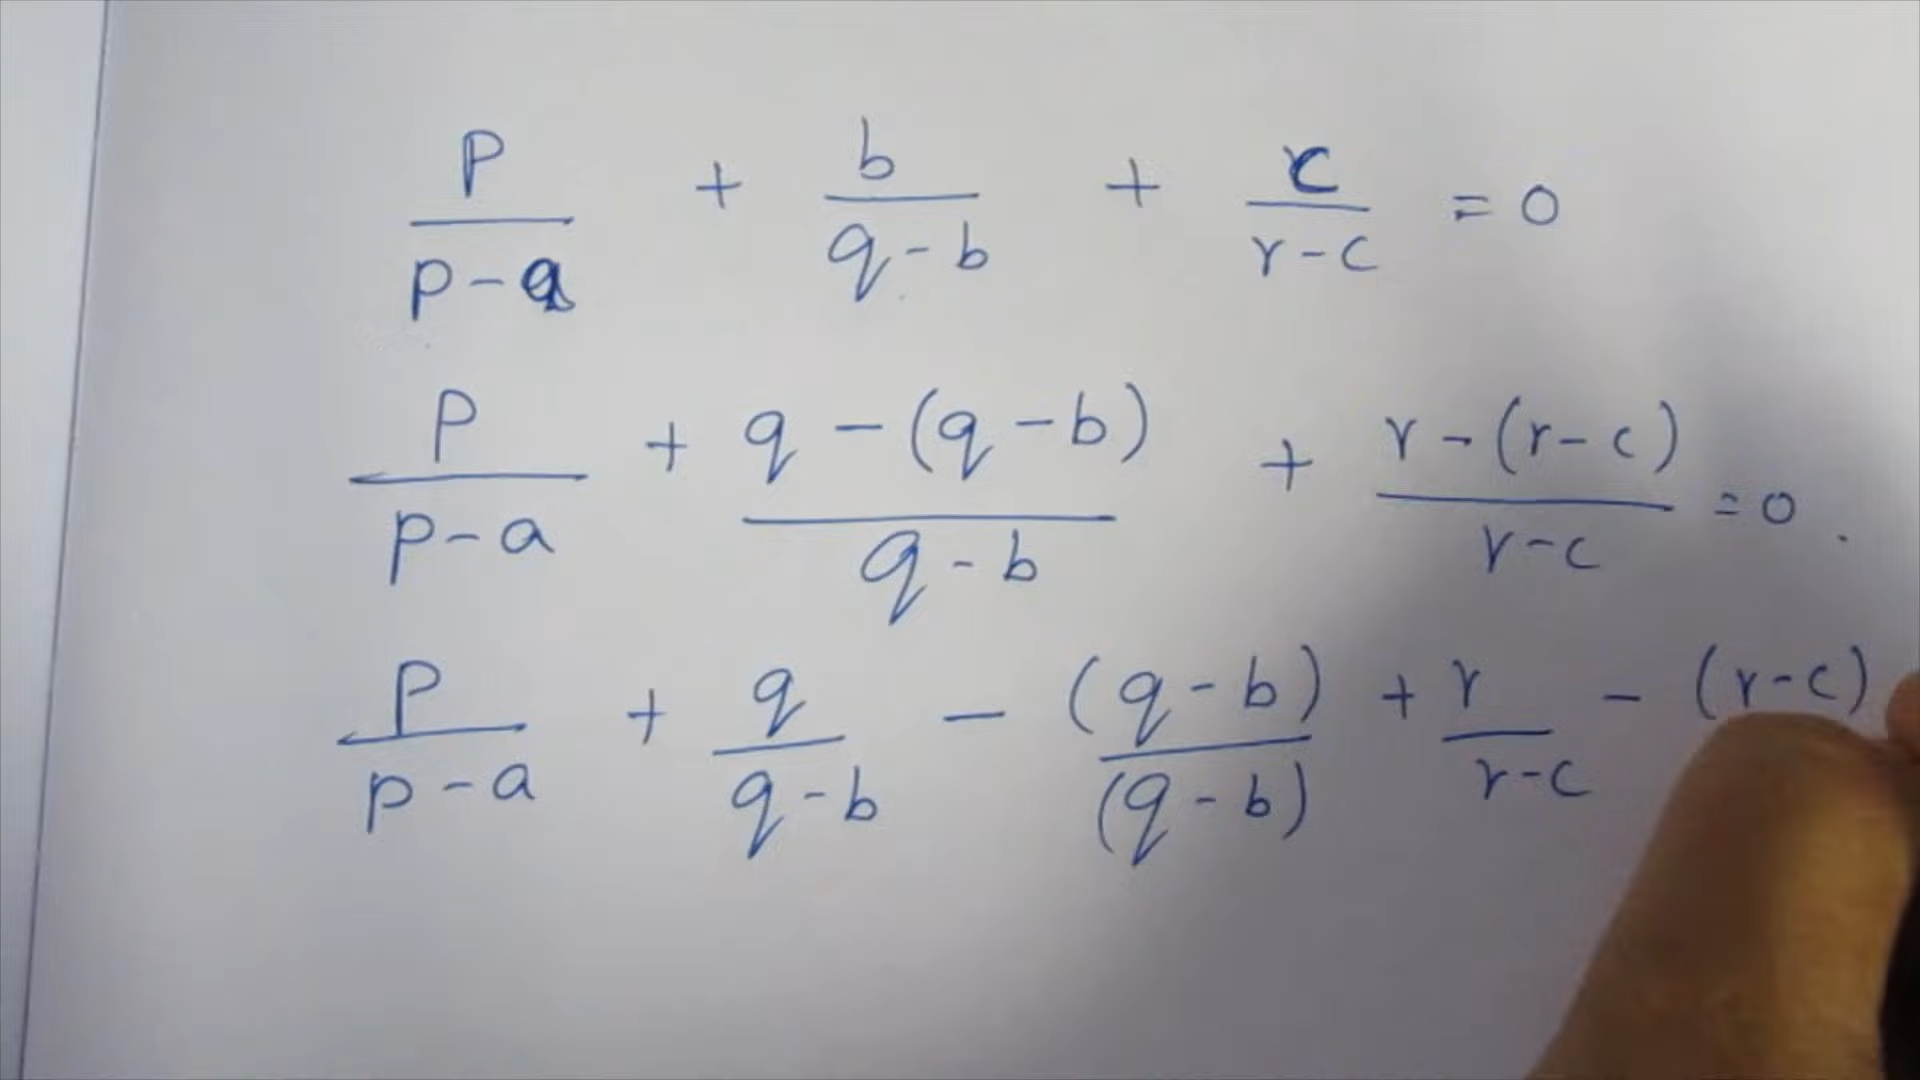 p/(p-a) + b/(q-b) + c/(r-c) = 0
p/(p-a) + (q-(q-b))/(q-b) + (r-(r-c))/(r-c) = 0.
p/(p-a) + q/(q-b) - (q-b)/(q-b) + r/(r-c) - (r-c)